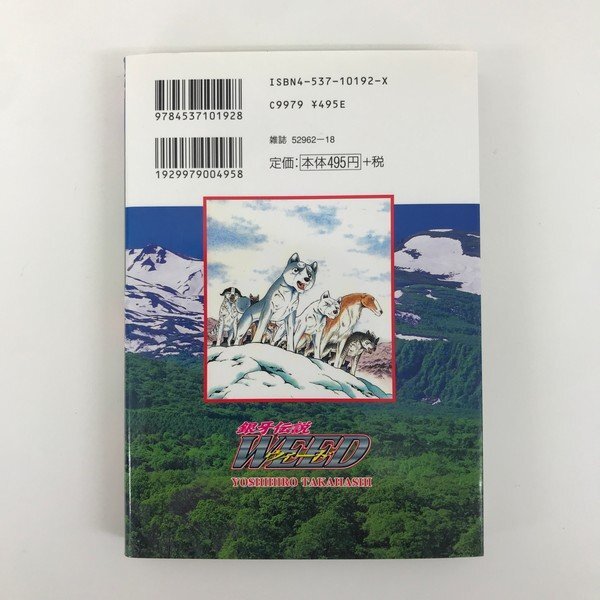 ISBN4-537-10192-X
9784537101928
C9979 ¥495E
雑誌 52962-18
1929979004958
定価:本体495円+税
銀牙伝説
WEED
ウィード
YOSHIHIRO TAKAHASHI